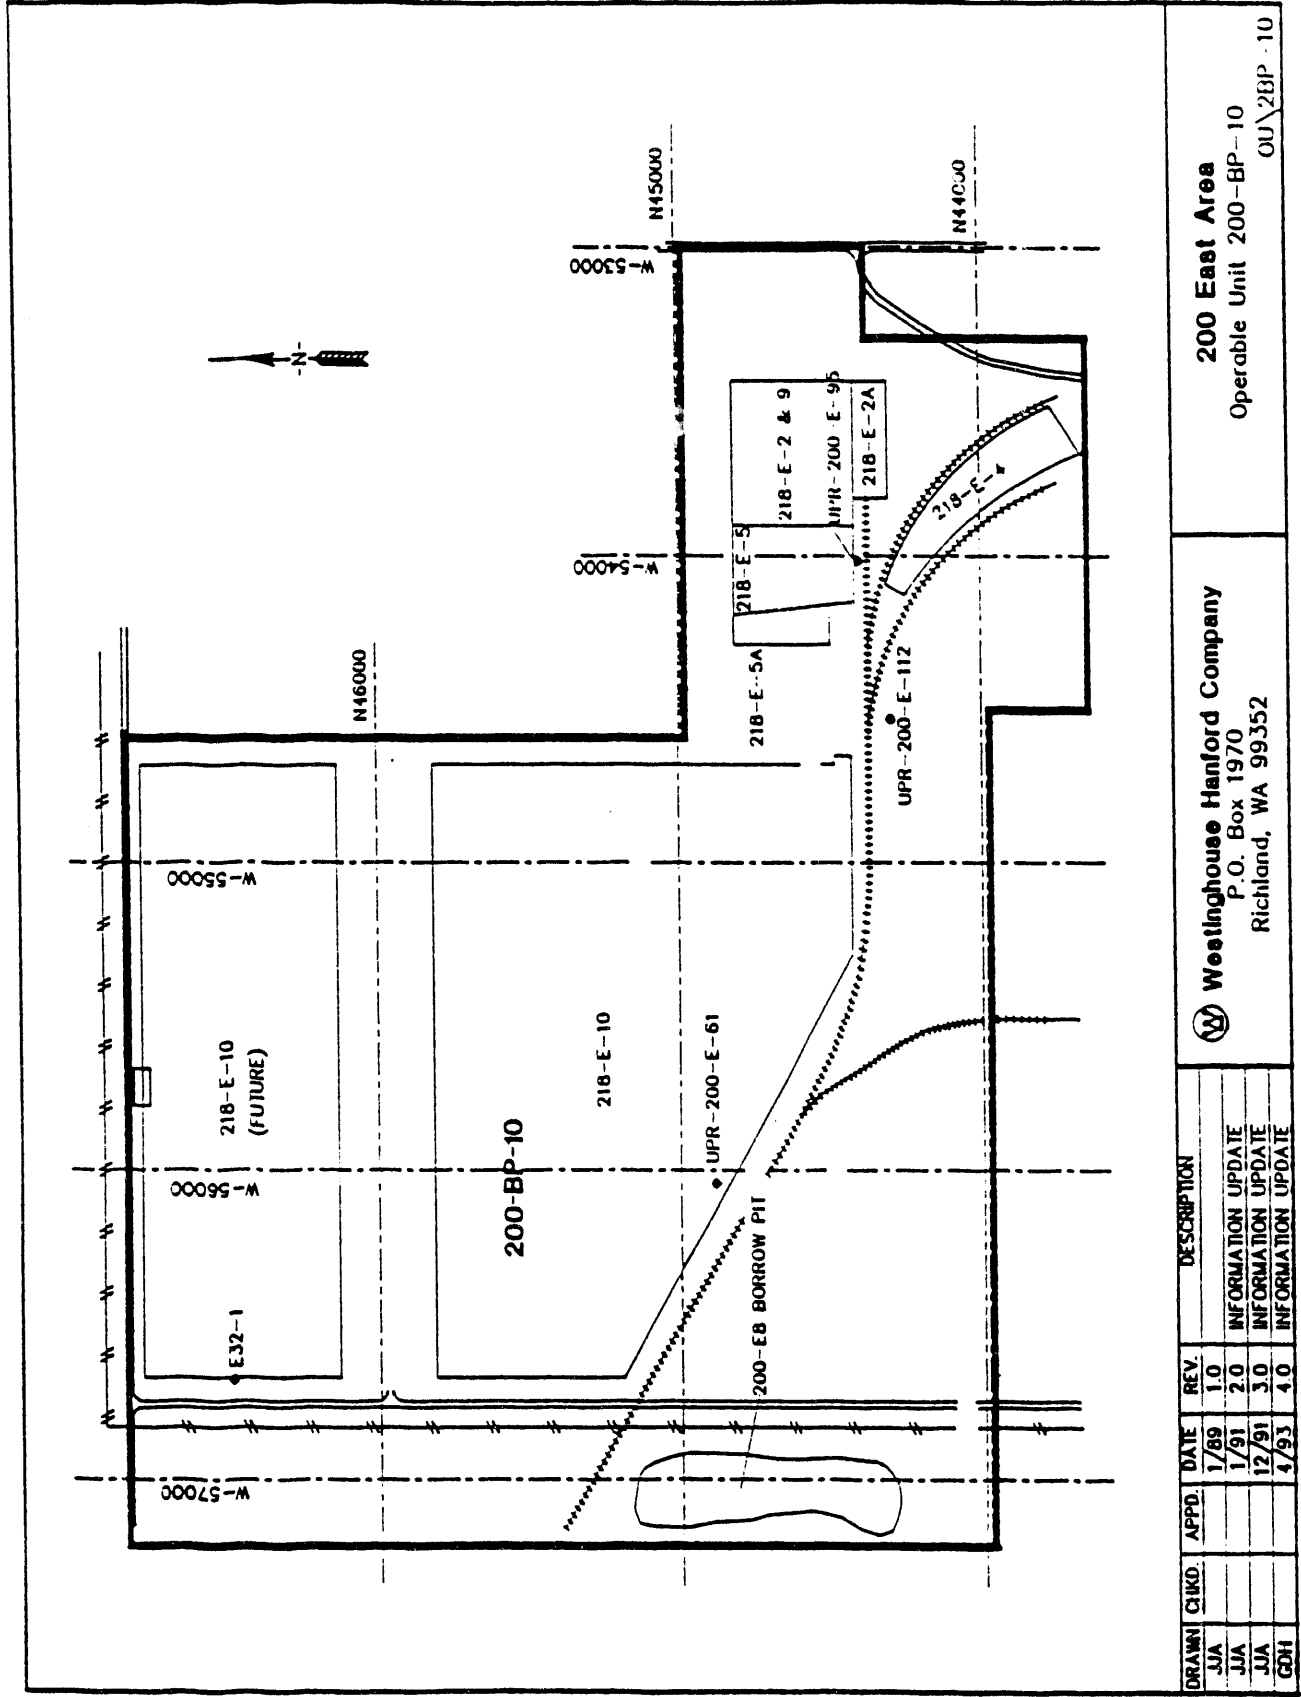 N46000
N45000
N44000
W-53000
W-54000
W-55000
W-56000
W-57000
-N-
218-E-10
(FUTURE)
E32-1
200-BP-10
218-E-10
UPR-200-E-61
200-E8 BORROW PIT
218-E-5A
218-E-5
218-E-2 & 9
UPR-200-E-95
218-E-2A
218-E-4
UPR-200-E-112
DRAWN CHKD. APPD. DATE REV. DESCRIPTION
JJA 1/89 1.0
JJA 1/91 2.0 INFORMATION UPDATE
JJA 12/91 3.0 INFORMATION UPDATE
GDH 4/93 4.0 INFORMATION UPDATE
W Westinghouse Hanford Company
P.O. Box 1970
Richland, WA 99352
200 East Area
Operable Unit 200-BP-10
OU\2BP-10